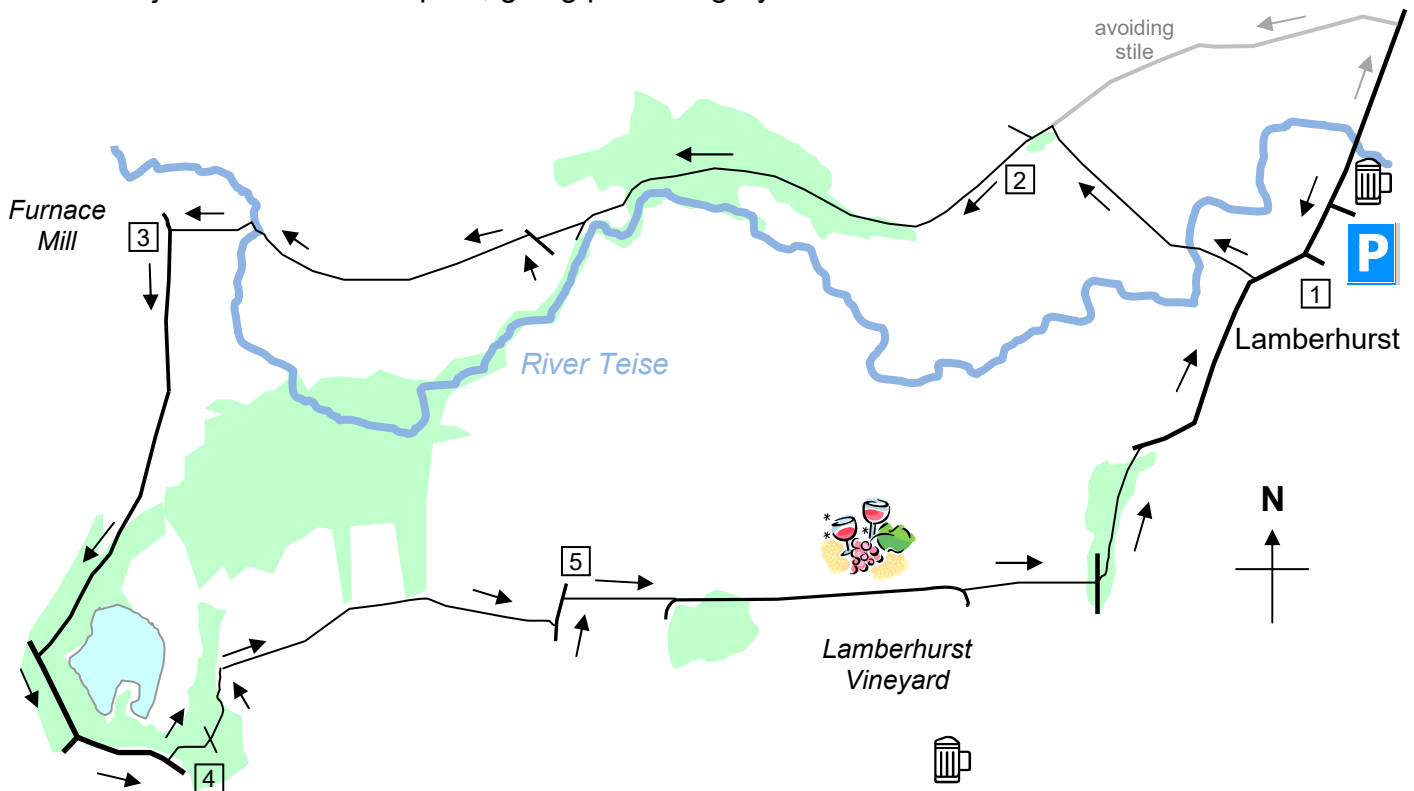 avoiding
stile
Furnace
Mill
3
2
P
1
Lamberhurst
River Teise
N
5
Lamberhurst
Vineyard
4